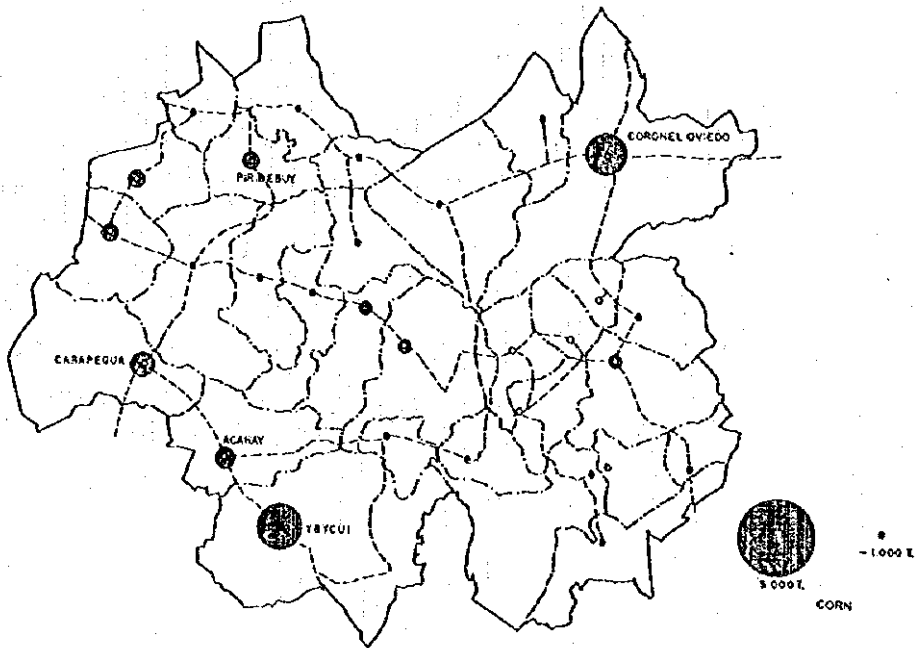 CORONEL OVIEDO
PIRIBEBUY
CARAPEGUA
ACAHAY
YBYCUI
5.000 T.
-1.000 T.
CORN